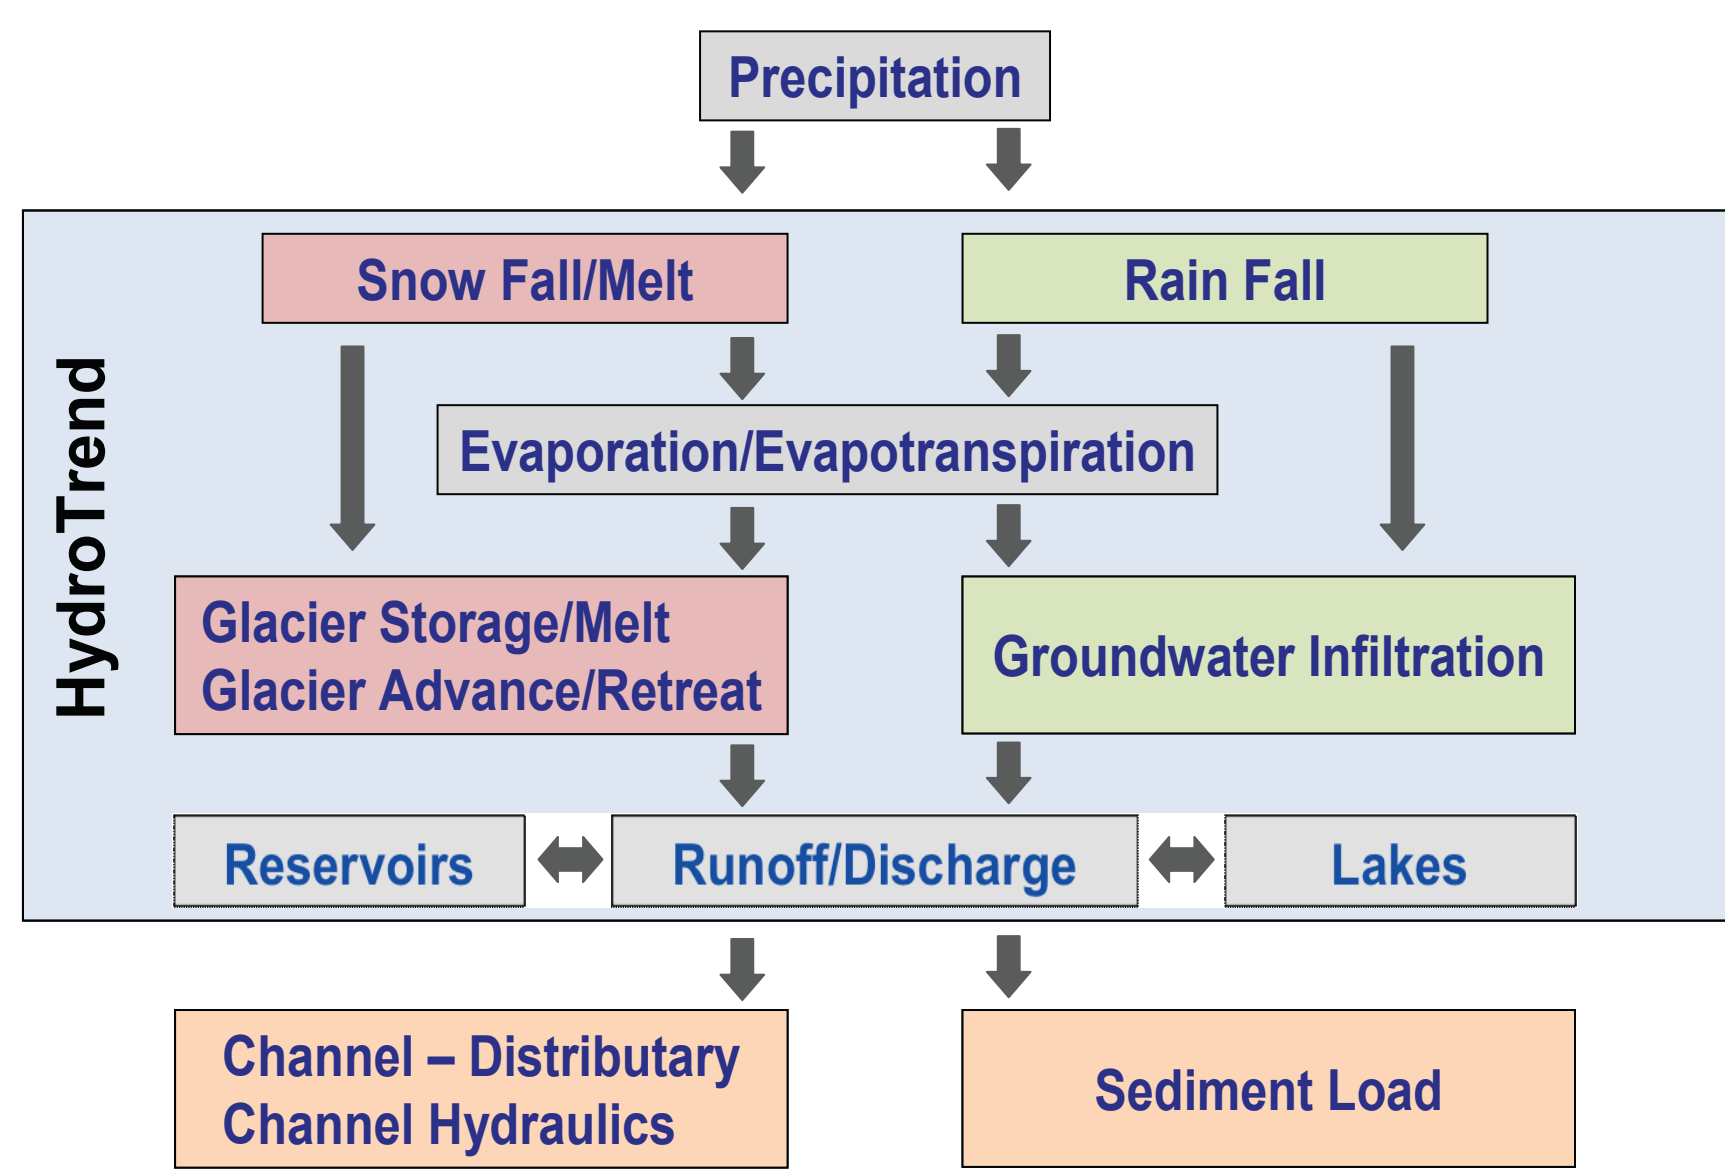 Precipitation
Snow Fall/Melt
Rain Fall
HydroTrend
Evaporation/Evapotranspiration
Glacier Storage/Melt
Glacier Advance/Retreat
Groundwater Infiltration
Reservoirs
Runoff/Discharge
Lakes
Channel – Distributary
Channel Hydraulics
Sediment Load